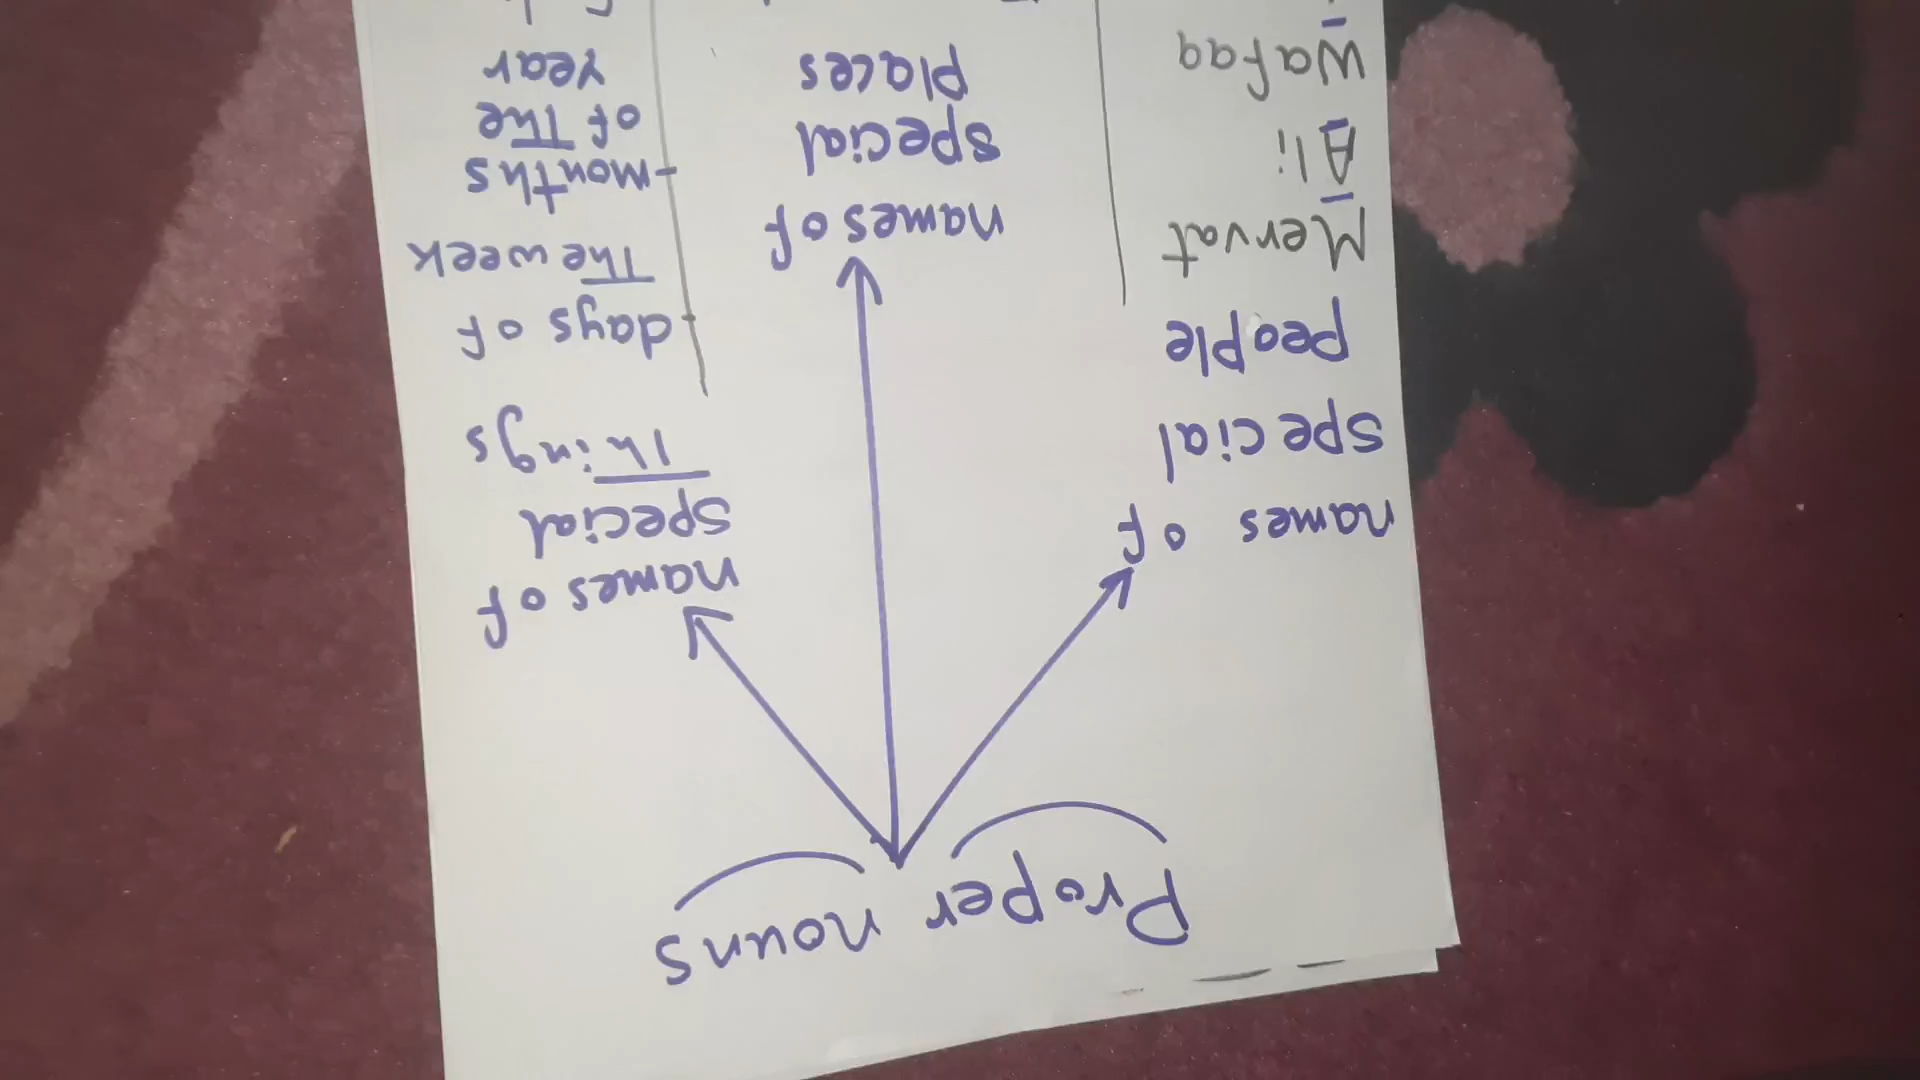 Proper nouns
names of
special
people
Mervat
Ali
Wafaa
names of
special
places
names of
special
Things
-days of
The week
-months
of The
year